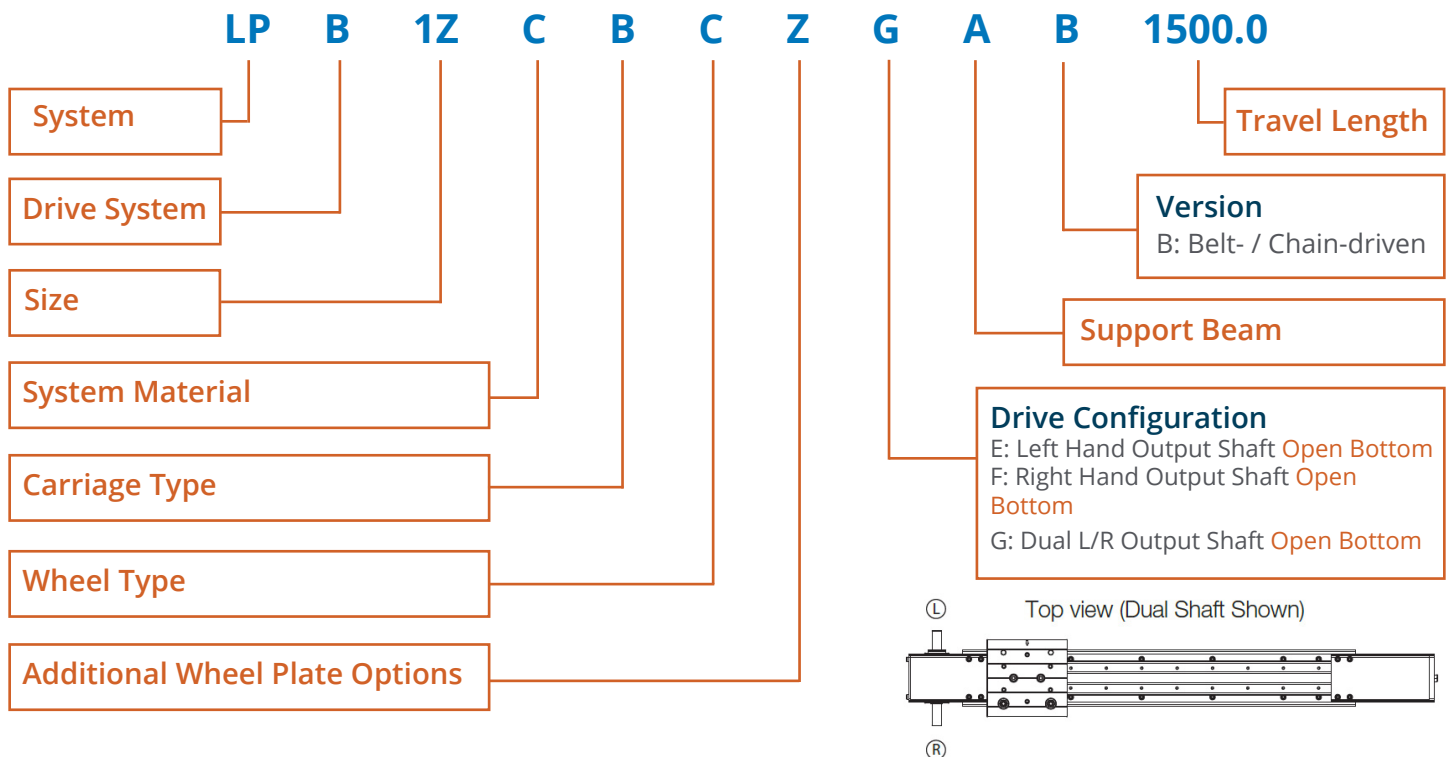 LP B 1Z C B C Z G A B 1500.0
System
Drive System
Size
System Material
Carriage Type
Wheel Type
Additional Wheel Plate Options
Travel Length
Version
B: Belt- / Chain-driven
Support Beam
Drive Configuration
E: Left Hand Output Shaft Open Bottom
F: Right Hand Output Shaft Open
Bottom
G: Dual L/R Output Shaft Open Bottom
Ⓛ Top view (Dual Shaft Shown)
Ⓡ